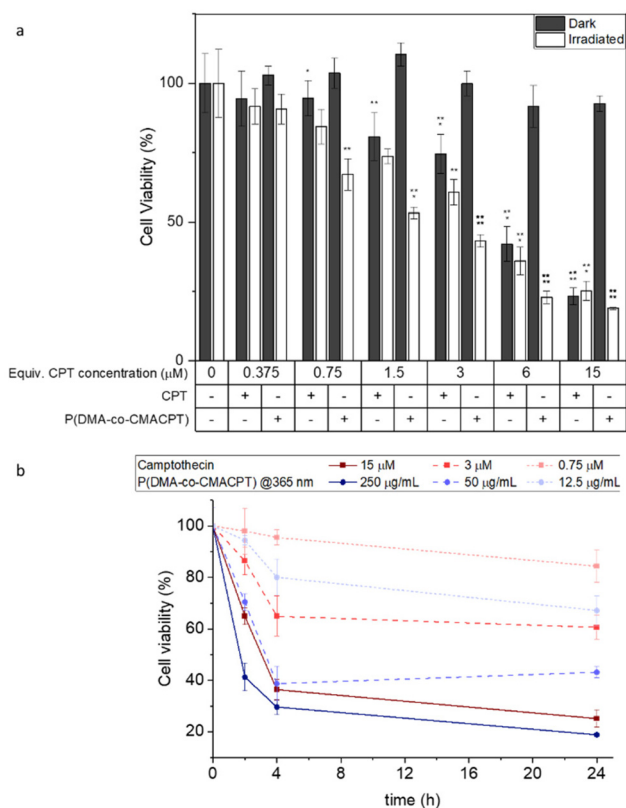 a
Dark
Irradiated
Cell Viability (%)
100
50
0
Equiv. CPT concentration (μM) 0 0.375 0.75 1.5 3 6 15
CPT - + - + - + - + - + - + -
P(DMA-co-CMACPT) - - + - + - + - + - + - +
b
Camptothecin 15 μM 3 μM 0.75 μM
P(DMA-co-CMACPT) @365 nm 250 μg/mL 50 μg/mL 12.5 μg/mL
Cell viability (%)
100
80
60
40
20
0 4 8 12 16 20 24
time (h)